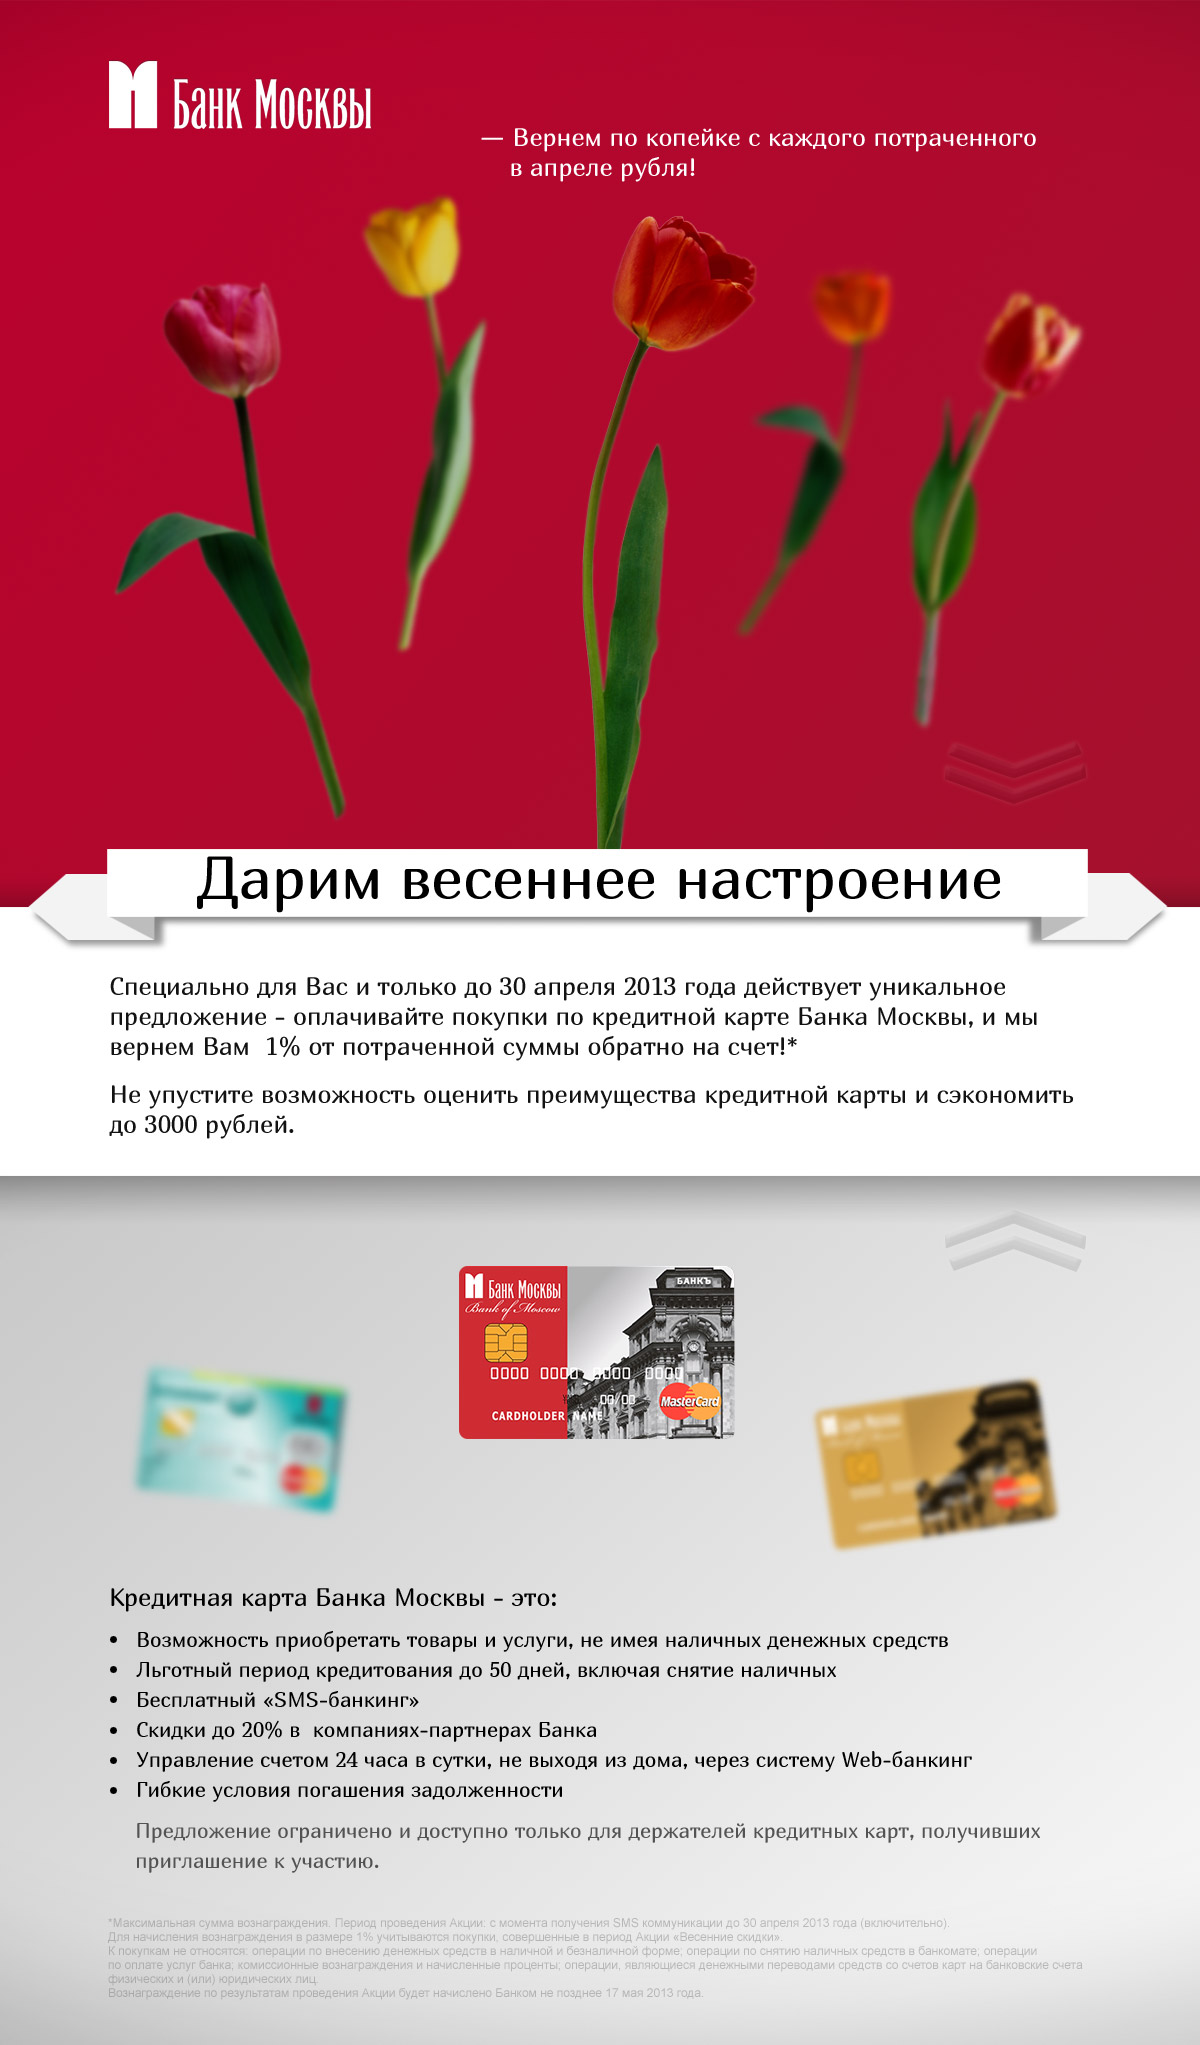 Банк Москвы
— Вернем по копейке с каждого потраченного
в апреле рубля!
Дарим весеннее настроение
Специально для Вас и только до 30 апреля 2013 года действует уникальное
предложение - оплачивайте покупки по кредитной карте Банка Москвы, и мы
вернем Вам 1% от потраченной суммы обратно на счет!*
Не упустите возможность оценить преимущества кредитной карты и сэкономить
до 3000 рублей.
БАНКЪ
Банк Москвы
Bank of Moscow
0000 0000 0000 0000
00/00
MasterCard
CARDHOLDER NAME
Кредитная карта Банка Москвы - это:
• Возможность приобретать товары и услуги, не имея наличных денежных средств
• Льготный период кредитования до 50 дней, включая снятие наличных
• Бесплатный «SMS-банкинг»
• Скидки до 20% в компаниях-партнерах Банка
• Управление счетом 24 часа в сутки, не выходя из дома, через систему Web-банкинг
• Гибкие условия погашения задолженности
Предложение ограничено и доступно только для держателей кредитных карт, получивших
приглашение к участию.
*Максимальная сумма вознаграждения. Период проведения Акции: с момента получения SMS коммуникации до 30 апреля 2013 года (включительно).
Для начисления вознаграждения в размере 1% учитываются покупки, совершенные в период Акции «Весенние скидки».
К покупкам не относятся: операции по внесению денежных средств в наличной и безналичной форме; операции по снятию наличных средств в банкомате; операции
по оплате услуг банка; комиссионные вознаграждения и начисленные проценты; операции, являющиеся денежными переводами средств со счетов карт на банковские счета
физических и (или) юридических лиц.
Вознаграждение по результатам проведения Акции будет начислено Банком не позднее 17 мая 2013 года.